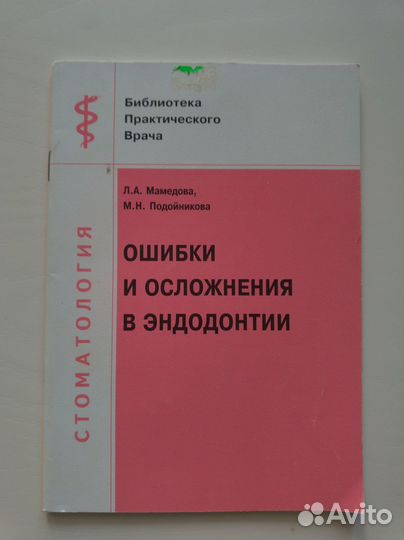 Библиотека
Практического
Врача
Л.А. Мамедова,
М.Н. Подойникова
ОШИБКИ
И ОСЛОЖНЕНИЯ
В ЭНДОДОНТИИ
СТОМАТОЛОГИЯ
Avito